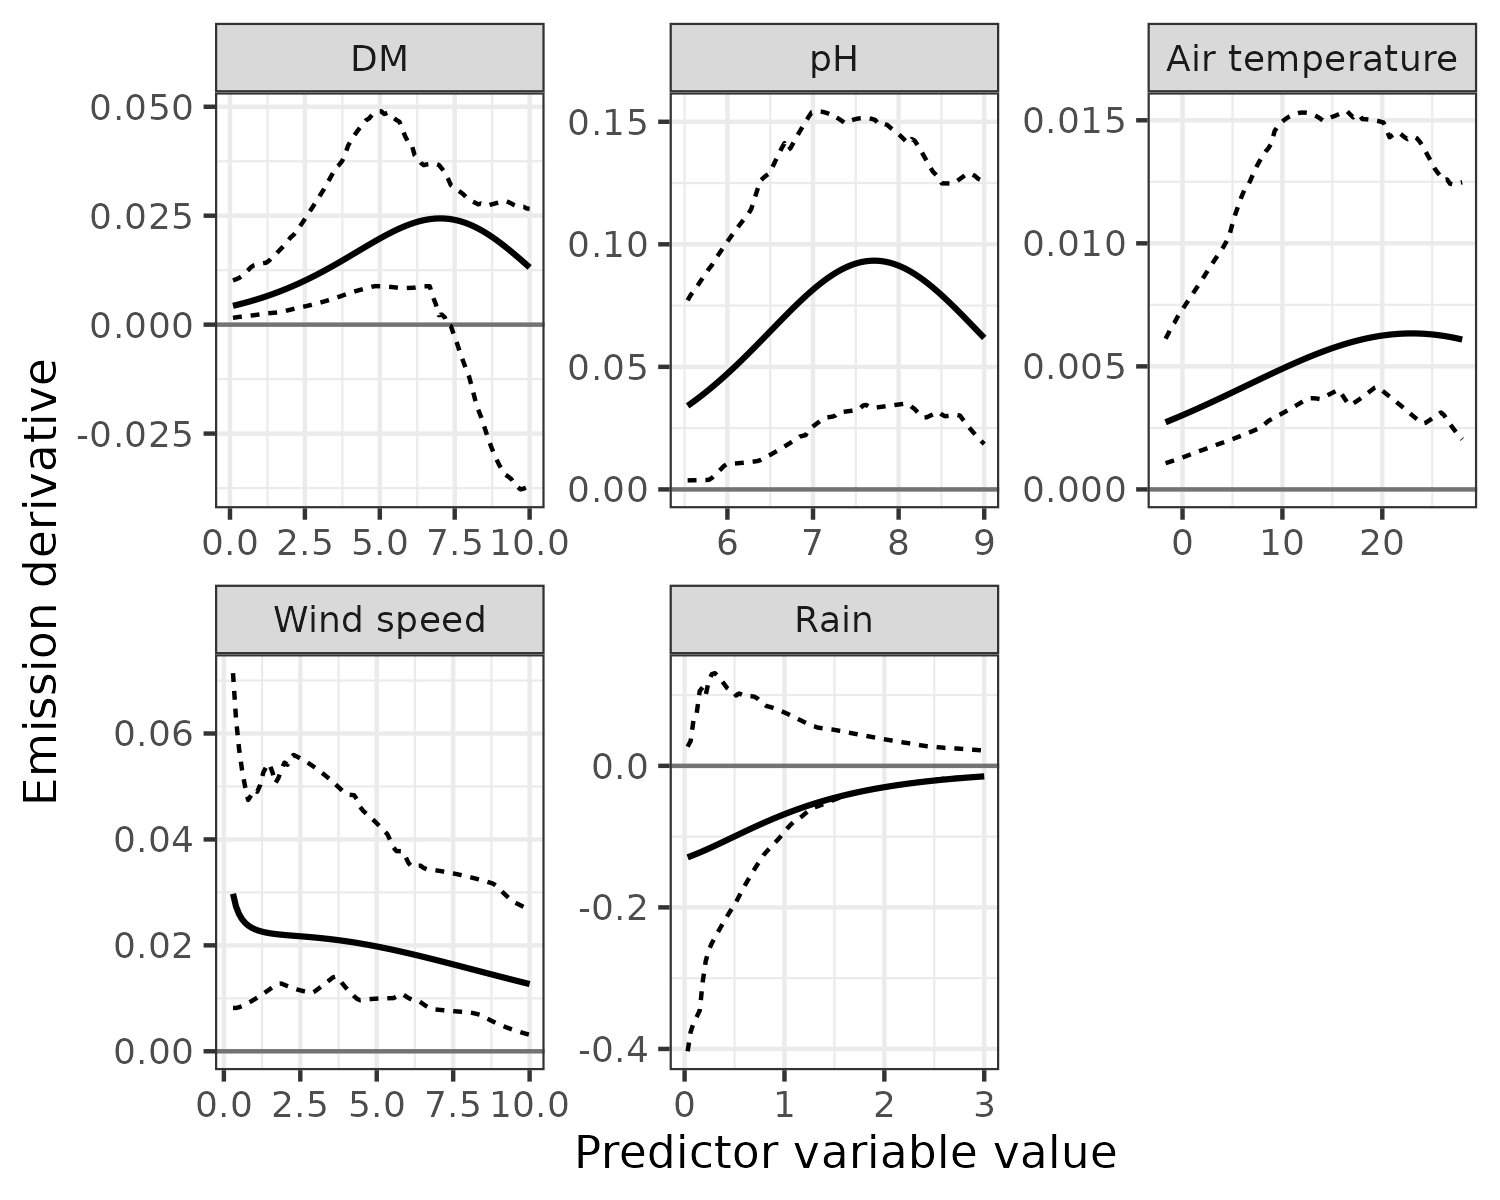 DM
pH
Air temperature
0.050
0.025
0.000
-0.025
0.0 2.5 5.0 7.5 10.0
0.15
0.10
0.05
0.00
6 7 8 9
0.015
0.010
0.005
0.000
0 10 20
Emission derivative
Wind speed
Rain
0.06
0.04
0.02
0.00
0.0 2.5 5.0 7.5 10.0
0.0
-0.2
-0.4
0 1 2 3
Predictor variable value